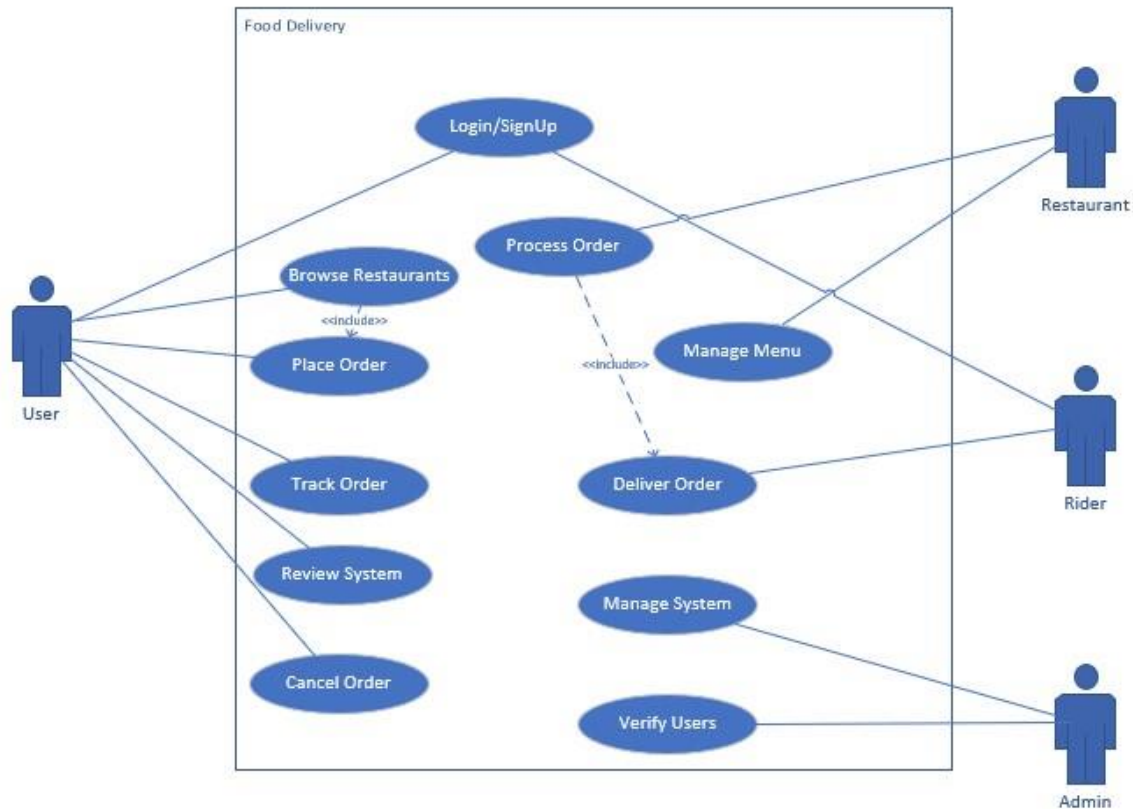 Food Delivery
Login/SignUp
Restaurant
Process Order
Browse Restaurants
<<include>>
Place Order
Manage Menu
<<include>>
User
Track Order
Deliver Order
Rider
Review System
Manage System
Cancel Order
Verify Users
Admin